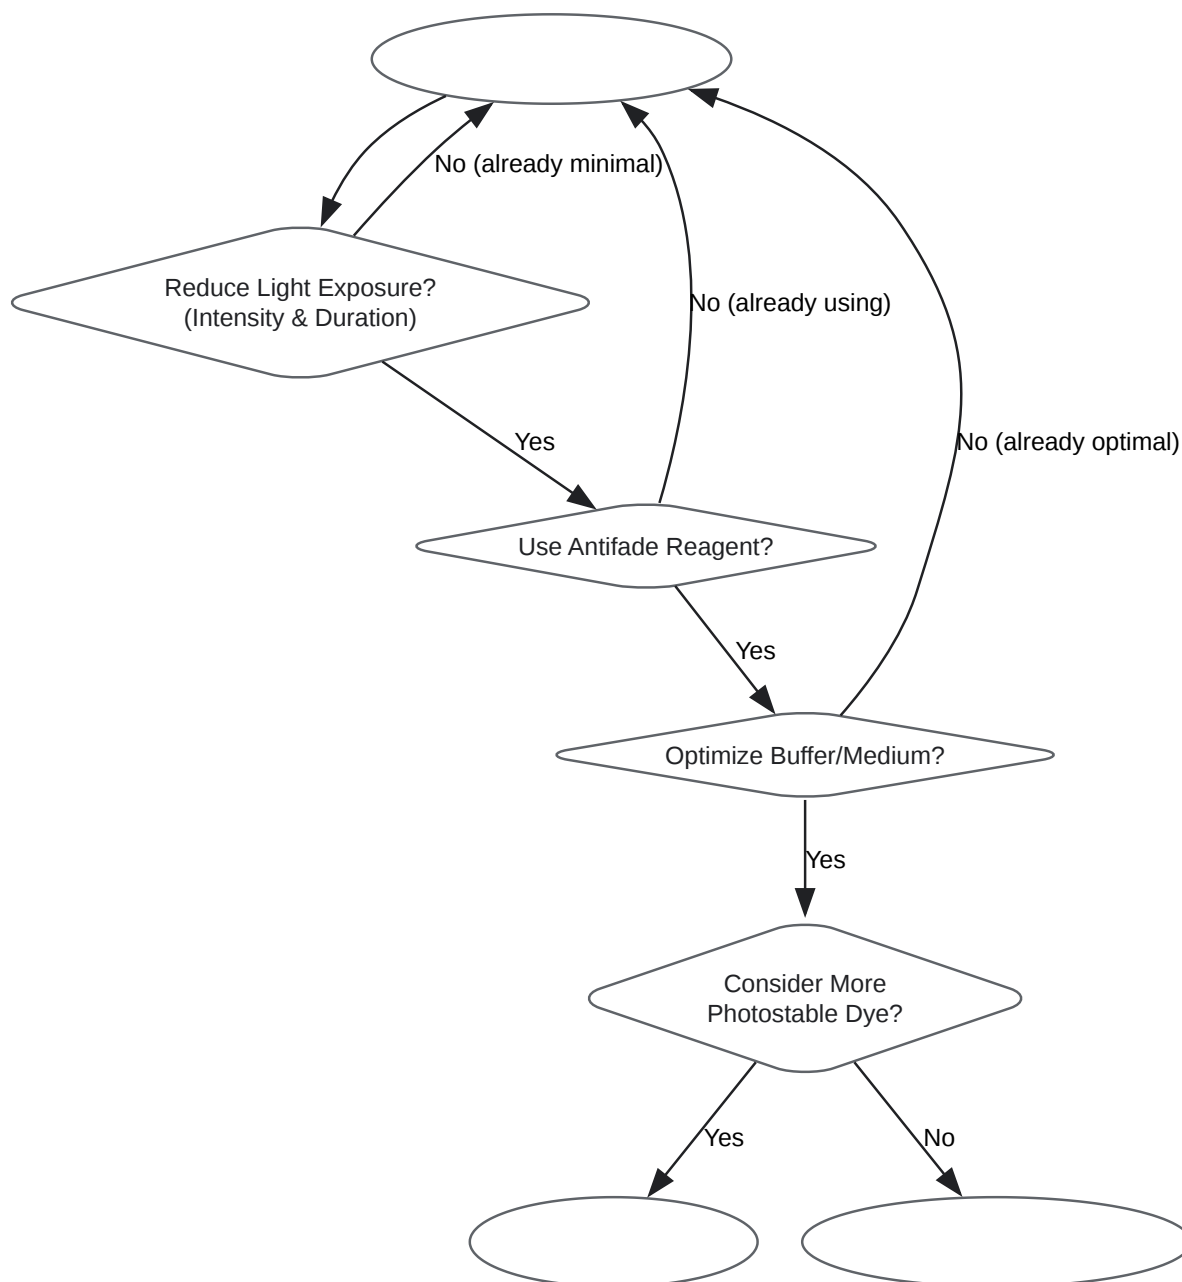 No (already minimal)
Reduce Light Exposure?
(Intensity & Duration)
No (already using)
No (already optimal)
Yes
Use Antifade Reagent?
Yes
Optimize Buffer/Medium?
Yes
Consider More
Photostable Dye?
Yes
No